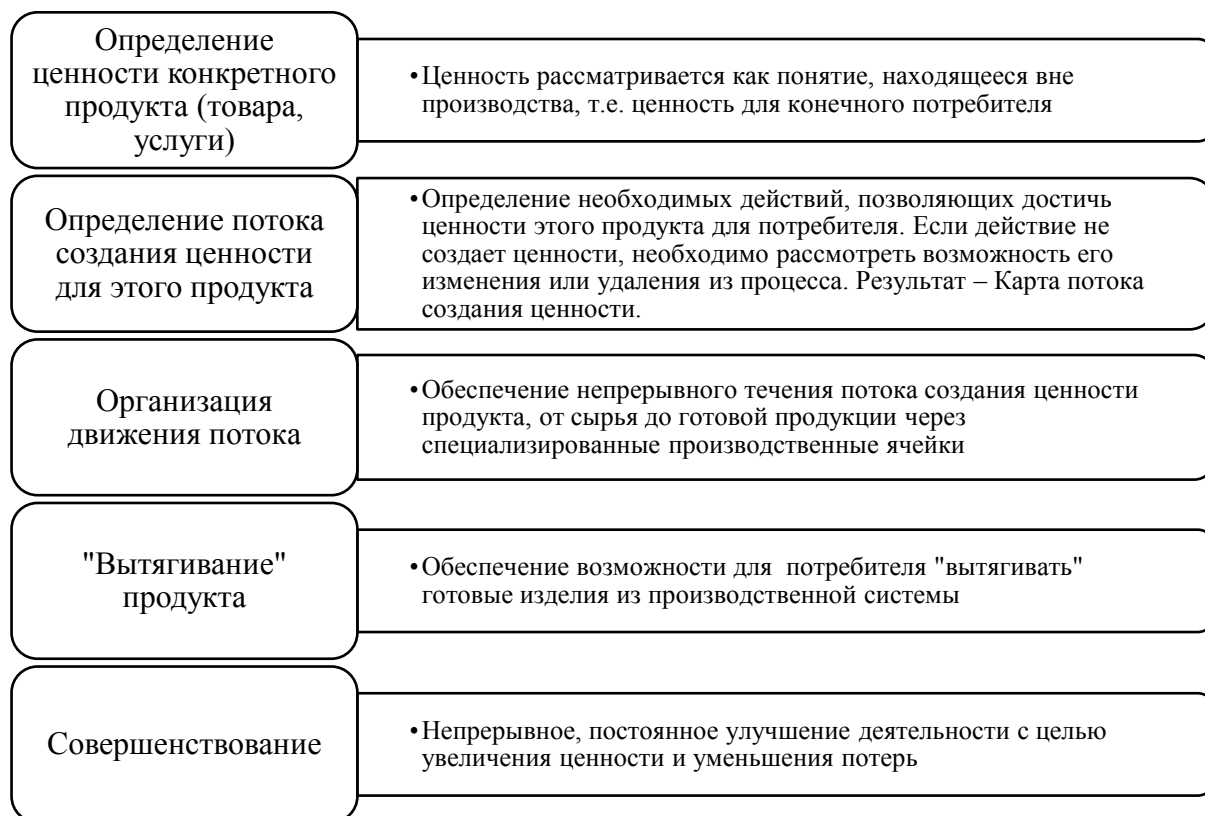 Определение
ценности конкретного
продукта (товара,
услуги)
•Ценность рассматривается как понятие, находящееся вне
производства, т.е. ценность для конечного потребителя
Определение потока
создания ценности
для этого продукта
•Определение необходимых действий, позволяющих достичь
ценности этого продукта для потребителя. Если действие не
создает ценности, необходимо рассмотреть возможность его
изменения или удаления из процесса. Результат – Карта потока
создания ценности.
Организация
движения потока
•Обеспечение непрерывного течения потока создания ценности
продукта, от сырья до готовой продукции через
специализированные производственные ячейки
"Вытягивание"
продукта
•Обеспечение возможности для  потребителя "вытягивать"
готовые изделия из производственной системы
Совершенствование
•Непрерывное, постоянное улучшение деятельности с целью
увеличения ценности и уменьшения потерь